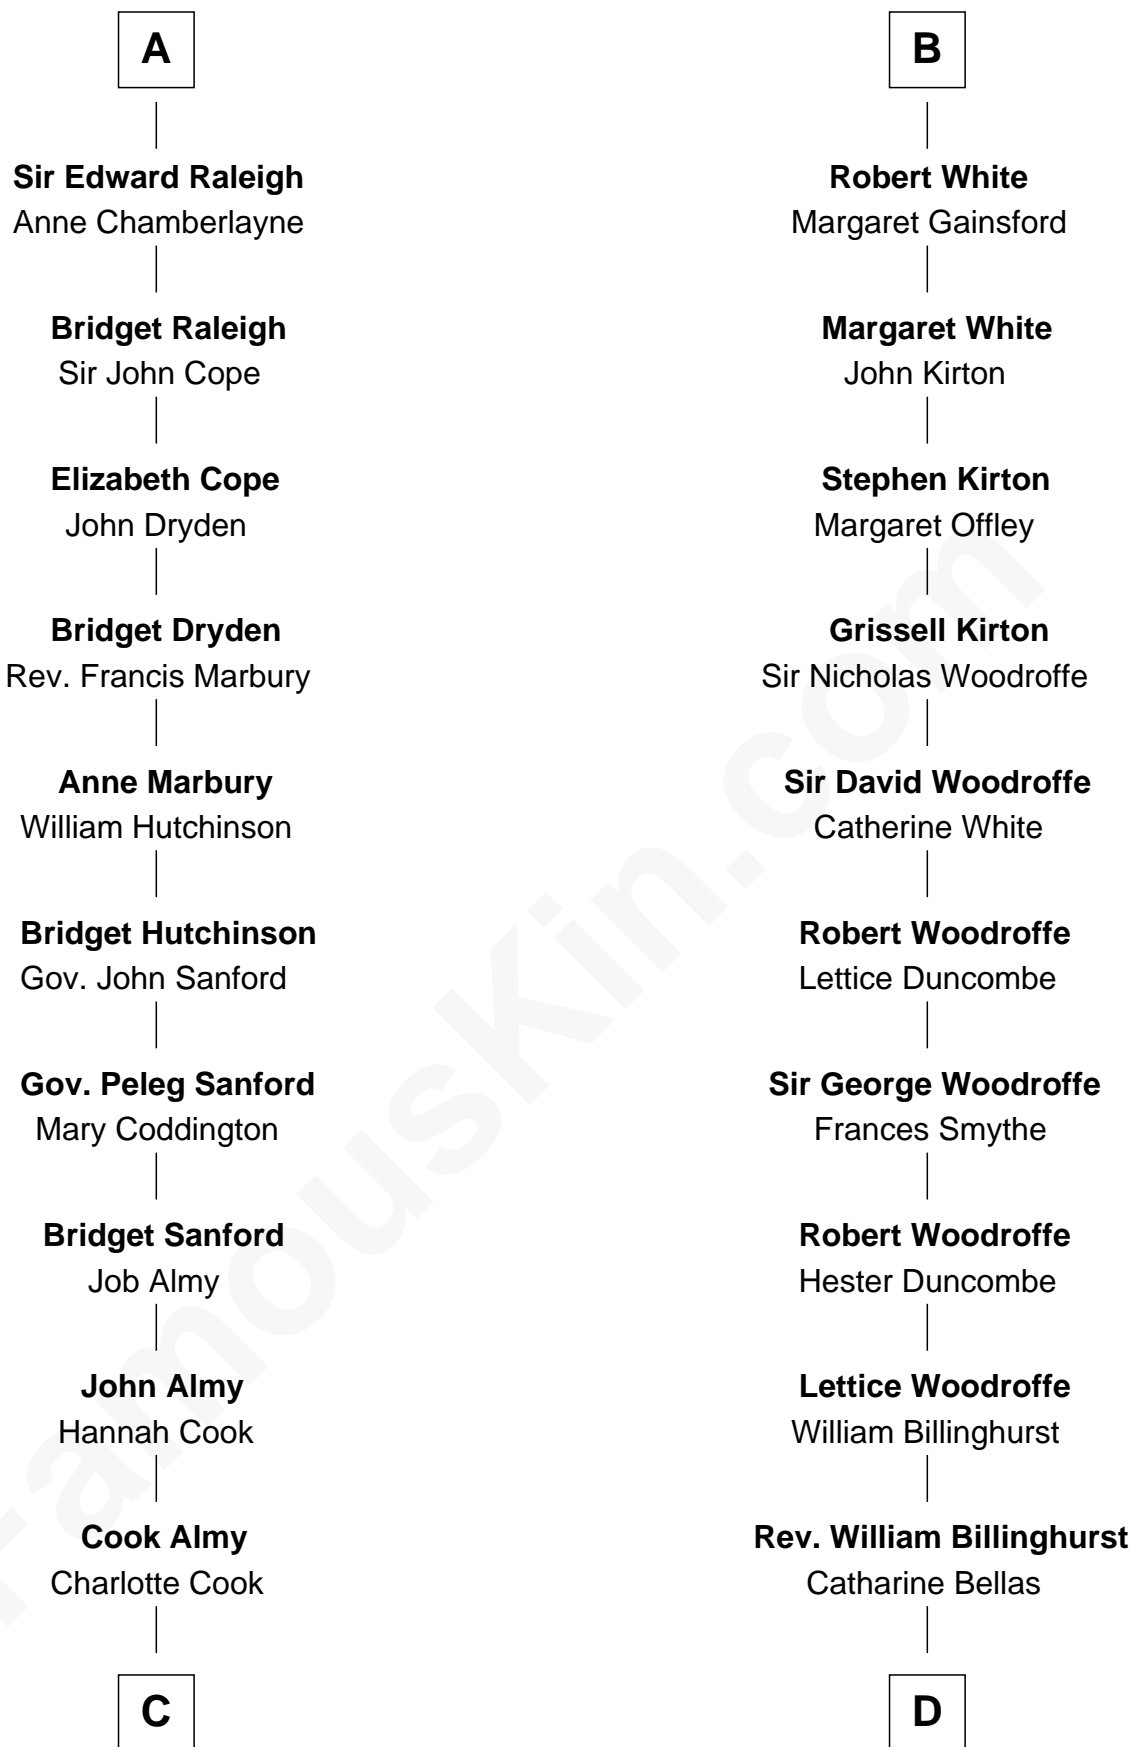 A
Sir Edward Raleigh
Anne Chamberlayne
Bridget Raleigh
Sir John Cope
Elizabeth Cope
John Dryden
Bridget Dryden
Rev. Francis Marbury
Anne Marbury
William Hutchinson
Bridget Hutchinson
Gov. John Sanford
Gov. Peleg Sanford
Mary Coddington
Bridget Sanford
Job Almy
John Almy
Hannah Cook
Cook Almy
Charlotte Cook
C
B
Robert White
Margaret Gainsford
Margaret White
John Kirton
Stephen Kirton
Margaret Offley
Grissell Kirton
Sir Nicholas Woodroffe
Sir David Woodroffe
Catherine White
Robert Woodroffe
Lettice Duncombe
Sir George Woodroffe
Frances Smythe
Robert Woodroffe
Hester Duncombe
Lettice Woodroffe
William Billinghurst
Rev. William Billinghurst
Catharine Bellas
D
FamousKin.com